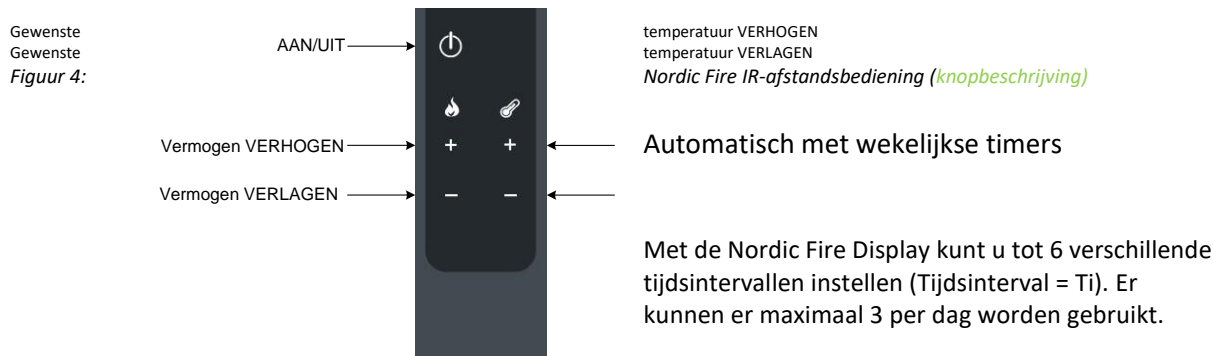 Gewenste
Gewenste
Figuur 4:
AAN/UIT
Vermogen VERHOGEN
Vermogen VERLAGEN
+ +
− −
temperatuur VERHOGEN
temperatuur VERLAGEN
Nordic Fire IR-afstandsbediening (knopbeschrijving)
Automatisch met wekelijkse timers
Met de Nordic Fire Display kunt u tot 6 verschillende
tijdsintervallen instellen (Tijdsinterval = Ti). Er
kunnen er maximaal 3 per dag worden gebruikt.